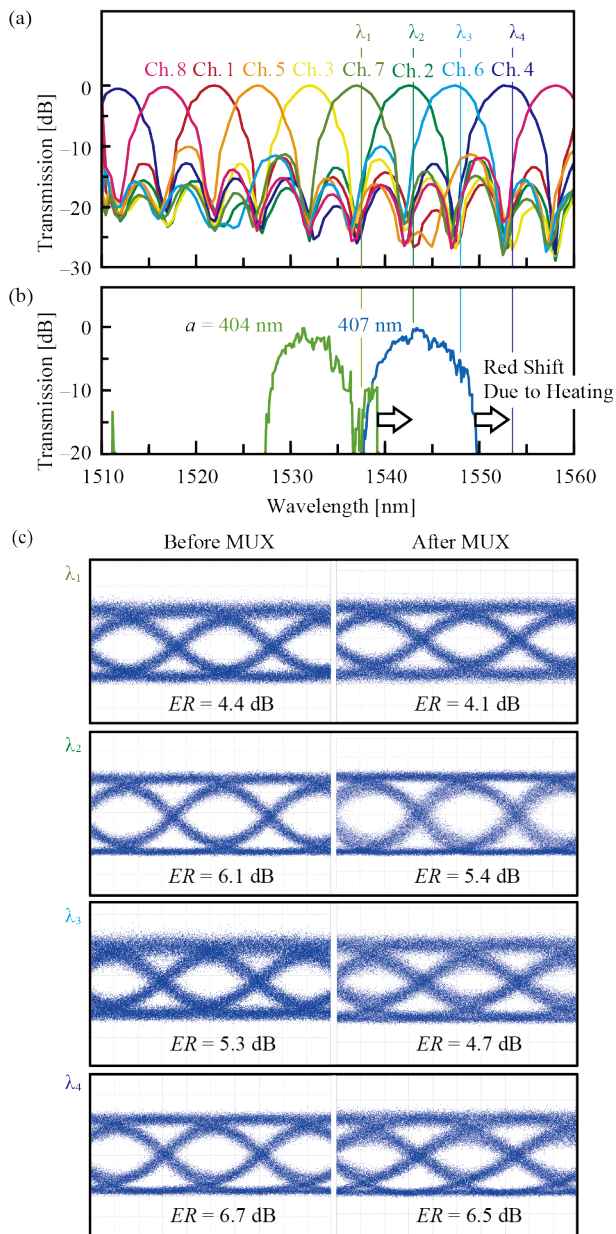 (a)
λ1 λ2 λ3 λ4
Ch. 8 Ch. 1 Ch. 5 Ch. 3 Ch. 7 Ch. 2 Ch. 6 Ch. 4
Transmission [dB]
0
−10
−20
−30
(b)
Transmission [dB]
0
−10
−20
a = 404 nm 407 nm
Red Shift
Due to Heating
1510 1520 1530 1540 1550 1560
Wavelength [nm]
(c)
Before MUX After MUX
λ1
ER = 4.4 dB ER = 4.1 dB
λ2
ER = 6.1 dB ER = 5.4 dB
λ3
ER = 5.3 dB ER = 4.7 dB
λ4
ER = 6.7 dB ER = 6.5 dB